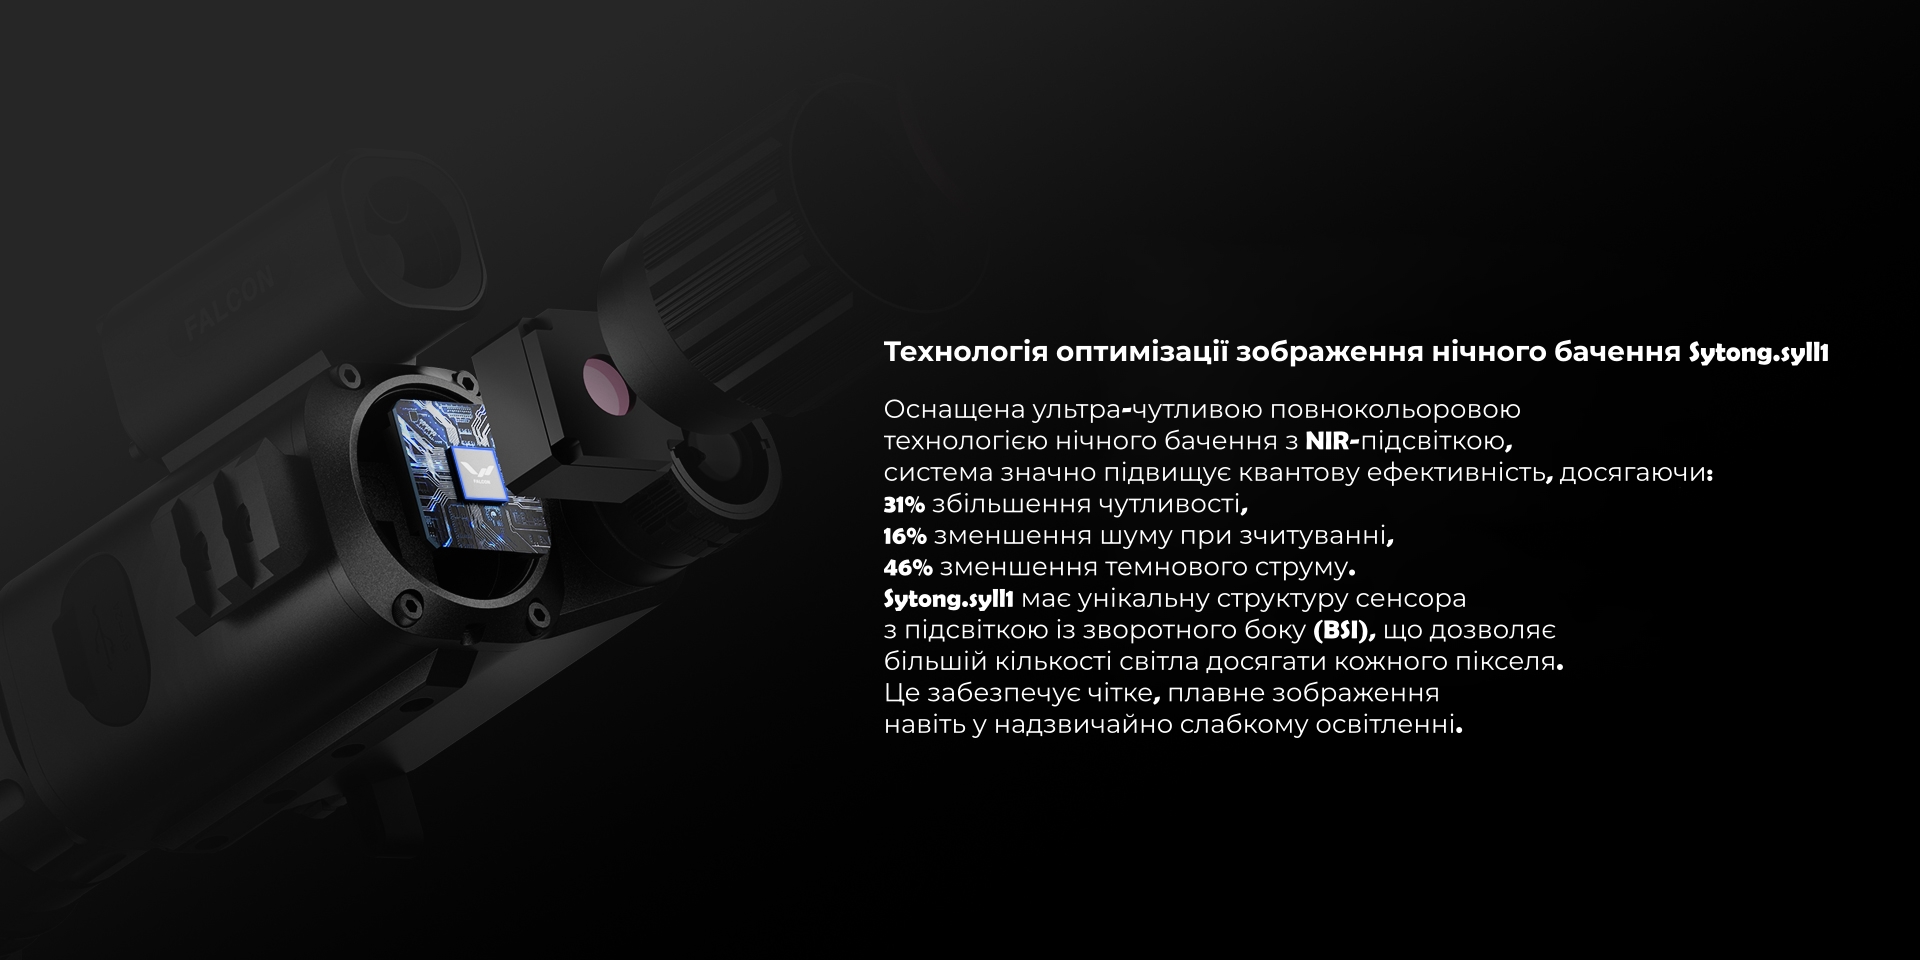 FALCON
FALCON
Технологія оптимізації зображення нічного бачення Sytong.syll1
Оснащена ультра-чутливою повнокольоровою
технологією нічного бачення з NIR-підсвіткою,
система значно підвищує квантову ефективність, досягаючи:
31% збільшення чутливості,
16% зменшення шуму при зчитуванні,
46% зменшення темнового струму.
Sytong.syll1 має унікальну структуру сенсора
з підсвіткою із зворотного боку (BSI), що дозволяє
більшій кількості світла досягати кожного пікселя.
Це забезпечує чітке, плавне зображення
навіть у надзвичайно слабкому освітленні.